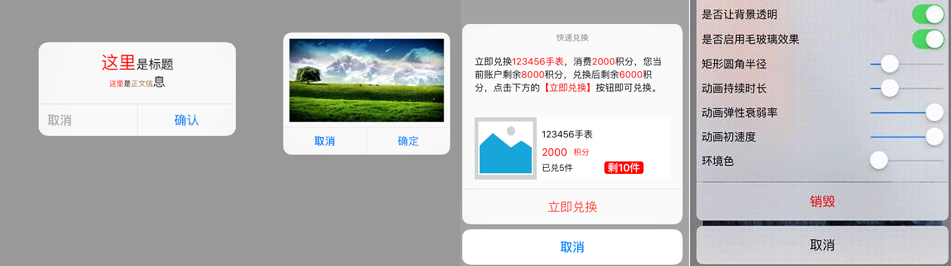 这里是标题
这里是正文信息
取消
确认
取消
确定
快速兑换
立即兑换123456手表，消费2000积分，您当
前账户剩余8000积分，兑换后剩余6000积
分，点击下方的【立即兑换】按钮即可兑换。
123456手表
2000 积分
已兑5件
剩10件
立即兑换
取消
是否让背景透明
是否启用毛玻璃效果
矩形圆角半径
动画持续时长
动画弹性衰弱率
动画初速度
环境色
销毁
取消